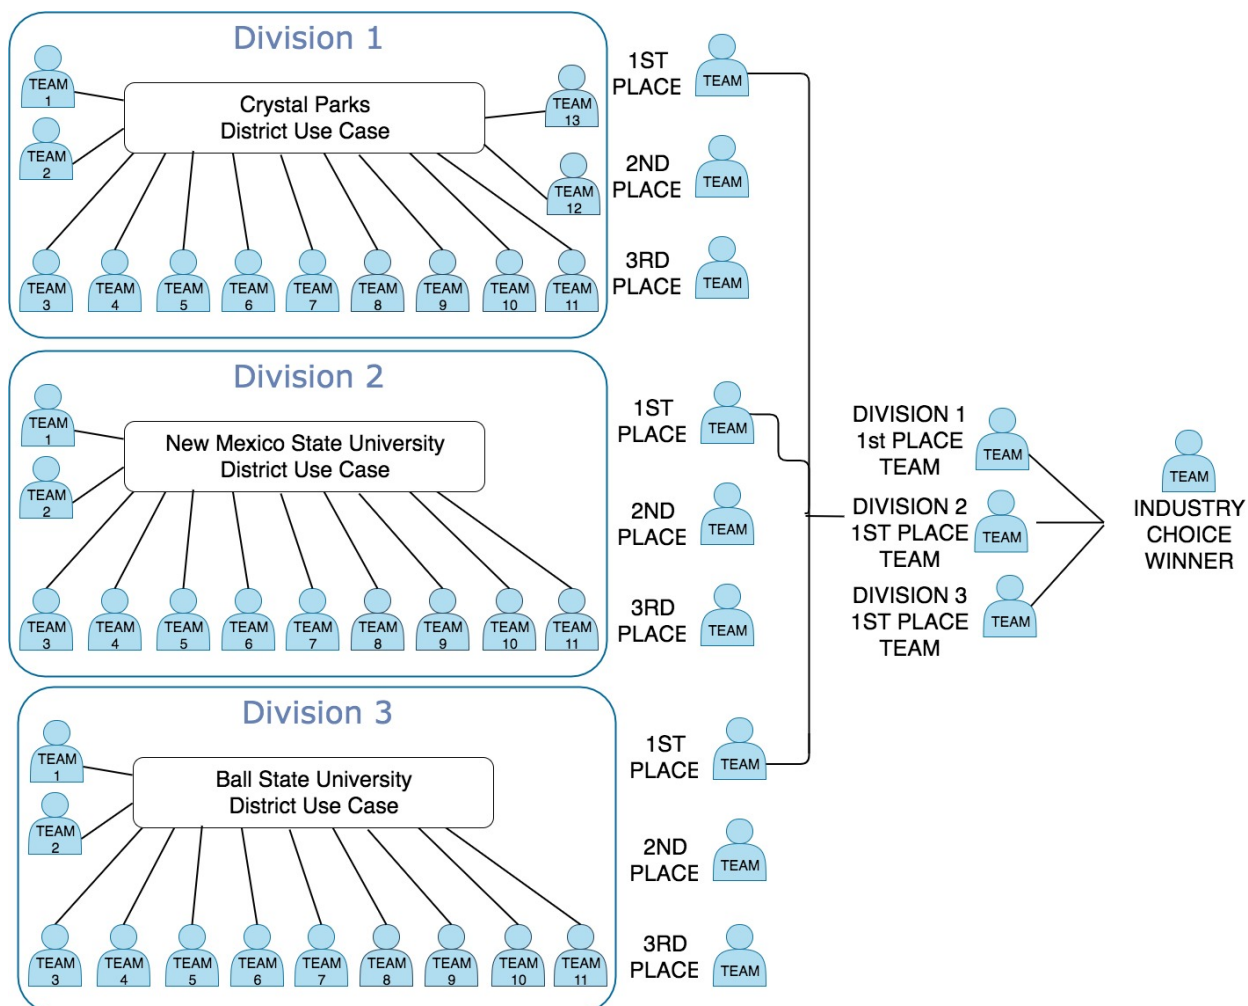 Division 1
TEAM
1
TEAM
2
Crystal Parks
District Use Case
TEAM
13
TEAM
12
TEAM
3
TEAM
4
TEAM
5
TEAM
6
TEAM
7
TEAM
8
TEAM
9
TEAM
10
TEAM
11
1ST
PLACE
TEAM
2ND
PLACE
TEAM
3RD
PLACE
TEAM
Division 2
TEAM
1
TEAM
2
New Mexico State University
District Use Case
TEAM
3
TEAM
4
TEAM
5
TEAM
6
TEAM
7
TEAM
8
TEAM
9
TEAM
10
TEAM
11
1ST
PLACE
TEAM
2ND
PLACE
TEAM
3RD
PLACE
TEAM
Division 3
TEAM
1
TEAM
2
Ball State University
District Use Case
TEAM
3
TEAM
4
TEAM
5
TEAM
6
TEAM
7
TEAM
8
TEAM
9
TEAM
10
TEAM
11
1ST
PLACE
TEAM
2ND
PLACE
TEAM
3RD
PLACE
TEAM
DIVISION 1
1st PLACE
TEAM
TEAM
DIVISION 2
1ST PLACE
TEAM
TEAM
DIVISION 3
1ST PLACE
TEAM
TEAM
TEAM
INDUSTRY
CHOICE
WINNER